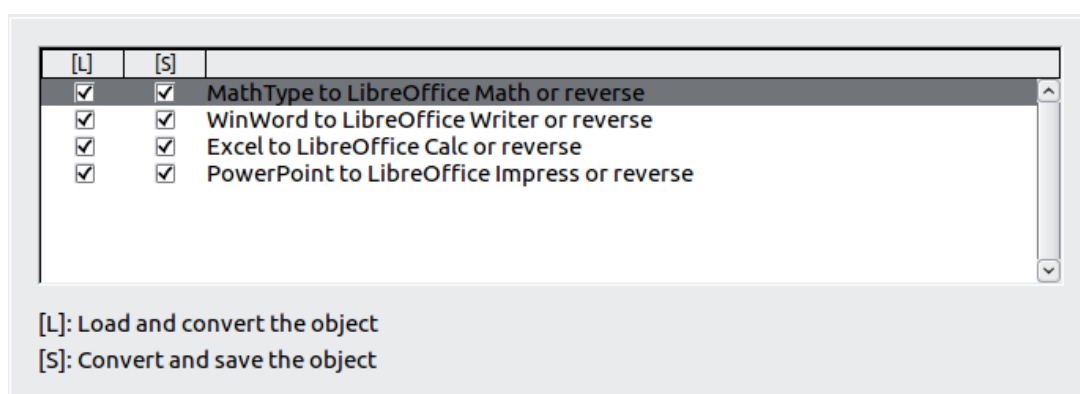 [L] [S]
MathType to LibreOffice Math or reverse
WinWord to LibreOffice Writer or reverse
Excel to LibreOffice Calc or reverse
PowerPoint to LibreOffice Impress or reverse
[L]: Load and convert the object
[S]: Convert and save the object